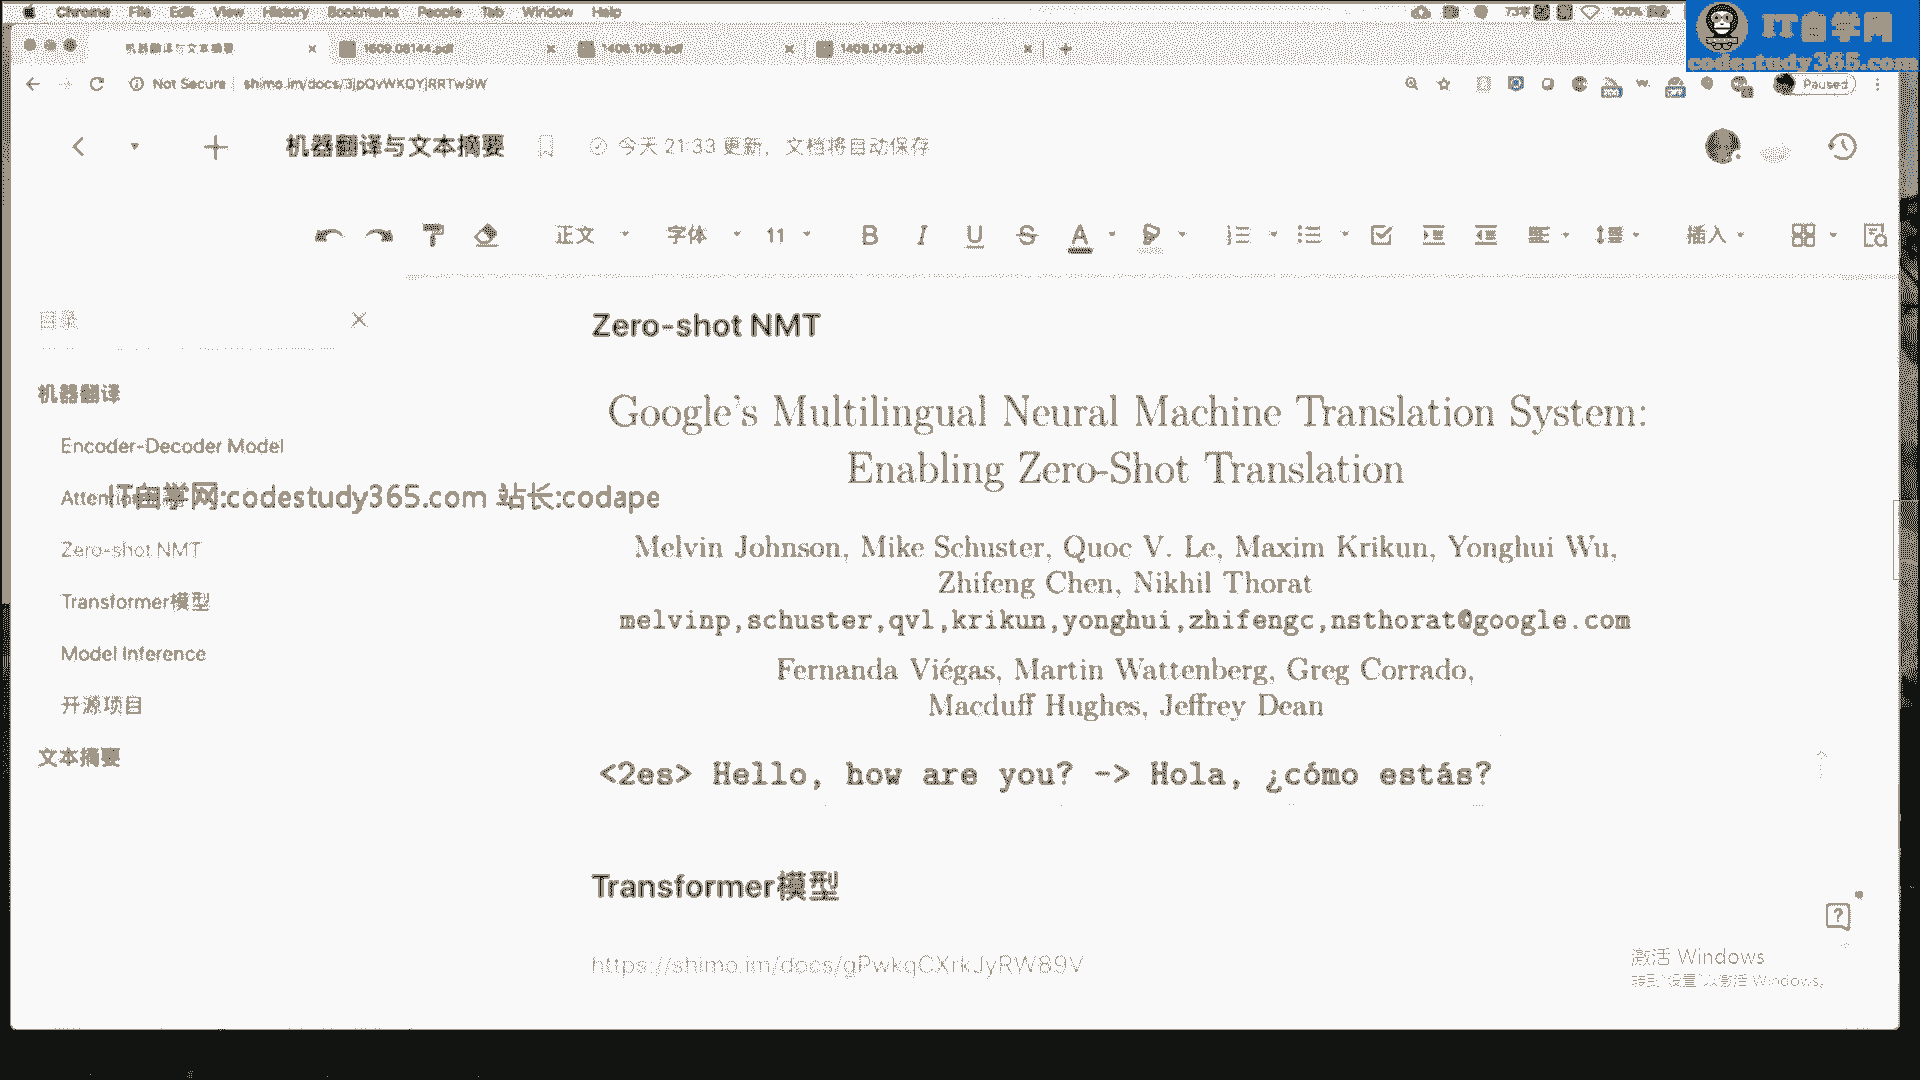 Chrome File Edit View History Bookmarks People Tab Window Help
100%
IT自学网
codestudy365.com
机器翻译与文本摘要
1609.08144.pdf
1406.1078.pdf
1409.0473.pdf
Not Secure
shimo.im/docs/3jpQvWXQYjRRTw9W
Paused
机器翻译与文本摘要
今天 21:33 更新，文档将自动保存
正文
字体
11
B I U S A
插入
目录
Zero-shot NMT
机器翻译
Google's Multilingual Neural Machine Translation System:
Enabling Zero-Shot Translation
Encoder-Decoder Model
IT自学网:codestudy365.com 站长:codape
Zero-shot NMT
Melvin Johnson, Mike Schuster, Quoc V. Le, Maxim Krikun, Yonghui Wu,
Zhifeng Chen, Nikhil Thorat
Transformer模型
melvinp,schuster,qvl,krikun,yonghui,zhifengc,nsthorat@google.com
Model Inference
Fernanda Viégas, Martin Wattenberg, Greg Corrado,
Macduff Hughes, Jeffrey Dean
开源项目
文本摘要
<2es> Hello, how are you? -> Hola, ¿cómo estás?
Transformer模型
https://shimo.im/docs/gPwkqCXrkJyRW89V
激活 Windows
转到"设置"以激活 Windows。